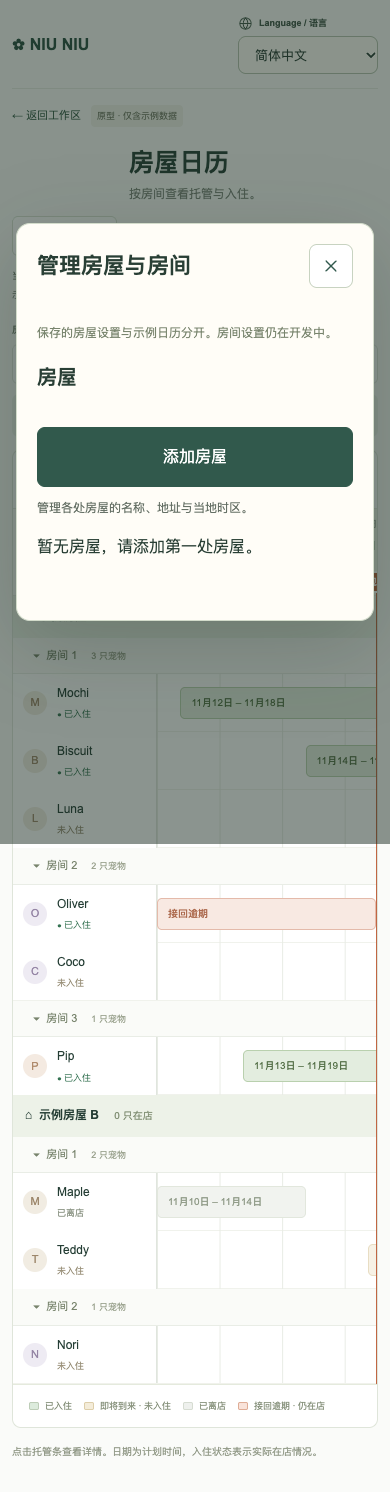 Language / 语言
✿ NIU NIU
简体中文
← 返回工作区
原型 · 仅含示例数据
房屋日历
按房间查看托管与入住。
管理房屋与房间
保存的房屋设置与示例日历分开。房间设置仍在开发中。
房屋
添加房屋
管理各处房屋的名称、地址与当地时区。
暂无房屋，请添加第一处房屋。
房间 1 3 只宠物
M Mochi
已入住
11月12日 – 11月18日
B Biscuit
已入住
11月14日 – 1
L Luna
未入住
房间 2 2 只宠物
O Oliver
已入住
接回逾期
C Coco
未入住
房间 3 1 只宠物
P Pip
已入住
11月13日 – 11月19日
示例房屋 B 0 只在店
房间 1 2 只宠物
M Maple
已离店
11月10日 – 11月14日
T Teddy
未入住
房间 2 1 只宠物
N Nori
未入住
已入住 即将到来 · 未入住 已离店 接回逾期 · 仍在店
点击托管条查看详情。日期为计划时间，入住状态表示实际在店情况。